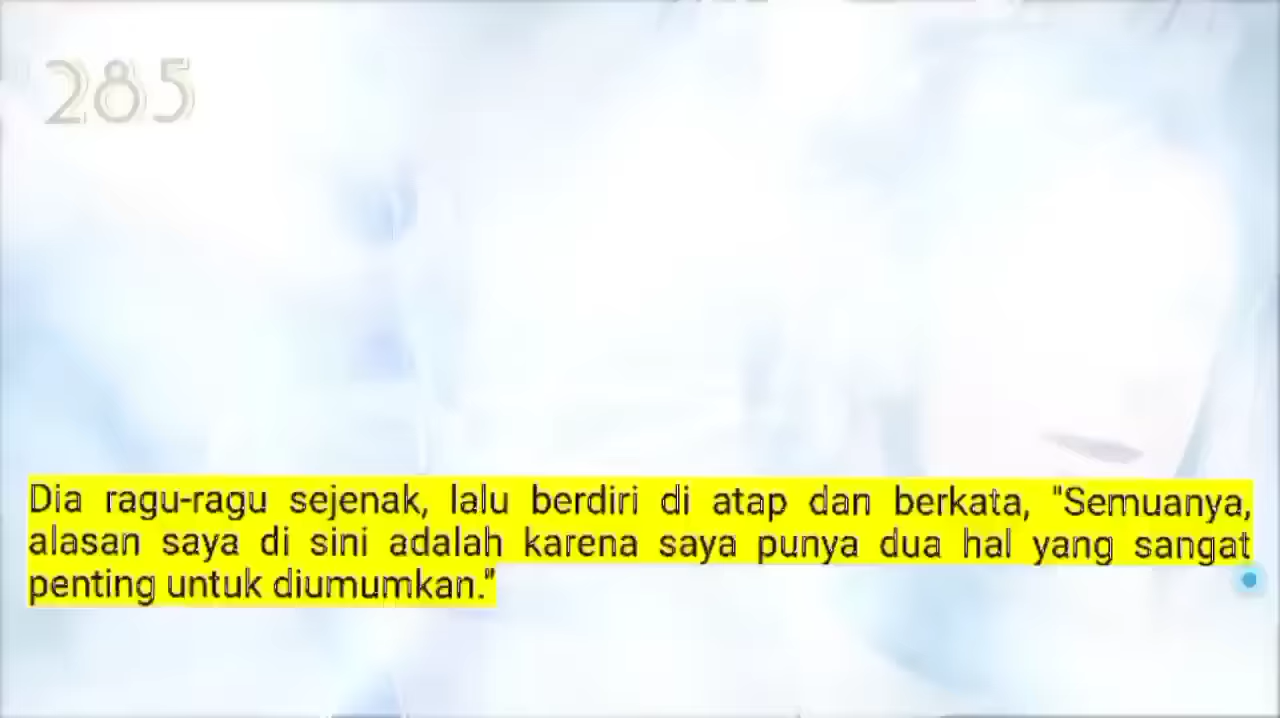 285
Dia ragu-ragu sejenak, lalu berdiri di atap dan berkata, "Semuanya,
alasan saya di sini adalah karena saya punya dua hal yang sangat
penting untuk diumumkan."